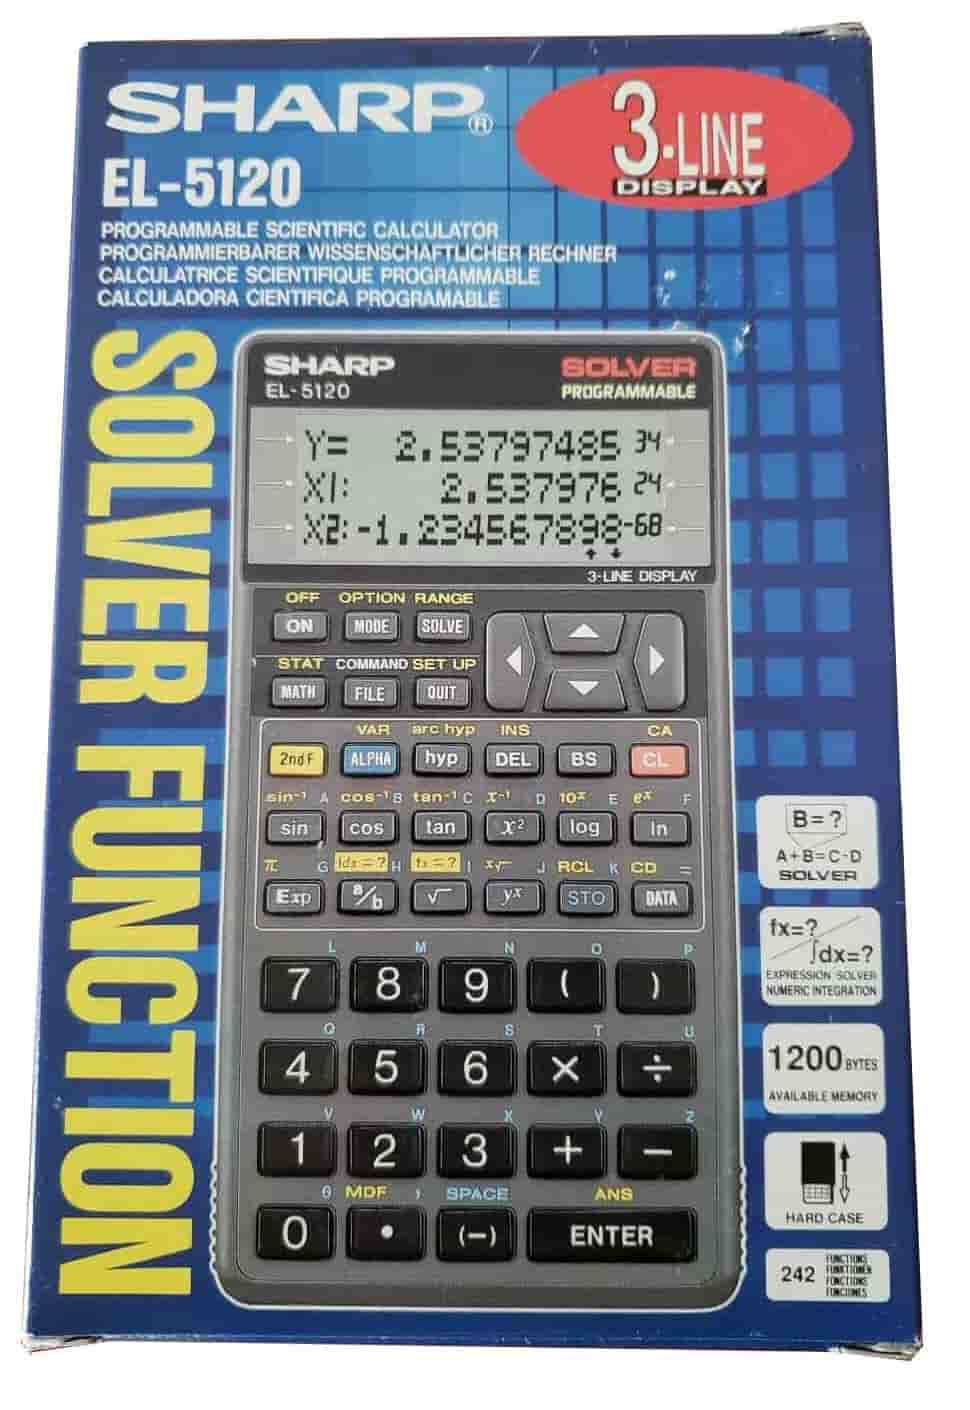 SHARP®
3-LINE
DISPLAY
EL-5120
PROGRAMMABLE SCIENTIFIC CALCULATOR
PROGRAMMIERBARER WISSENSCHAFTLICHER RECHNER
CALCULATRICE SCIENTIFIQUE PROGRAMMABLE
CALCULADORA CIENTIFICA PROGRAMABLE
SOLVER FUNCTION
SHARP SOLVER
EL-5120 PROGRAMMABLE
Y= 2.53797485 34
X1: 2.537976 24
X2: -1.234567898-68
3-LINE DISPLAY
OFF OPTION RANGE
ON MODE SOLVE
STAT COMMAND SET UP
MATH FILE QUIT
VAR arc hyp INS CA
2nd F ALPHA hyp DEL BS CL
sin⁻¹ A cos⁻¹ B tan⁻¹ C x⁻¹ D 10ˣ E eˣ F
sin cos tan x² log ln
π G ∫dx=? H fx=? I ˣ√ J RCL K CD =
Exp a/b √ yˣ STO DATA
L M N O P
7 8 9 ( )
Q R S T U
4 5 6 × ÷
V W X Y Z
1 2 3 + −
θ MDF , SPACE ANS
0 • (−) ENTER
B=?
A+B=C-D
SOLVER
fx=?
∫dx=?
EXPRESSION SOLVER
NUMERIC INTEGRATION
1200 BYTES
AVAILABLE MEMORY
HARD CASE
242 FUNCTIONS
FUNKTIONEN
FUNCTIONS
FUNCIONES